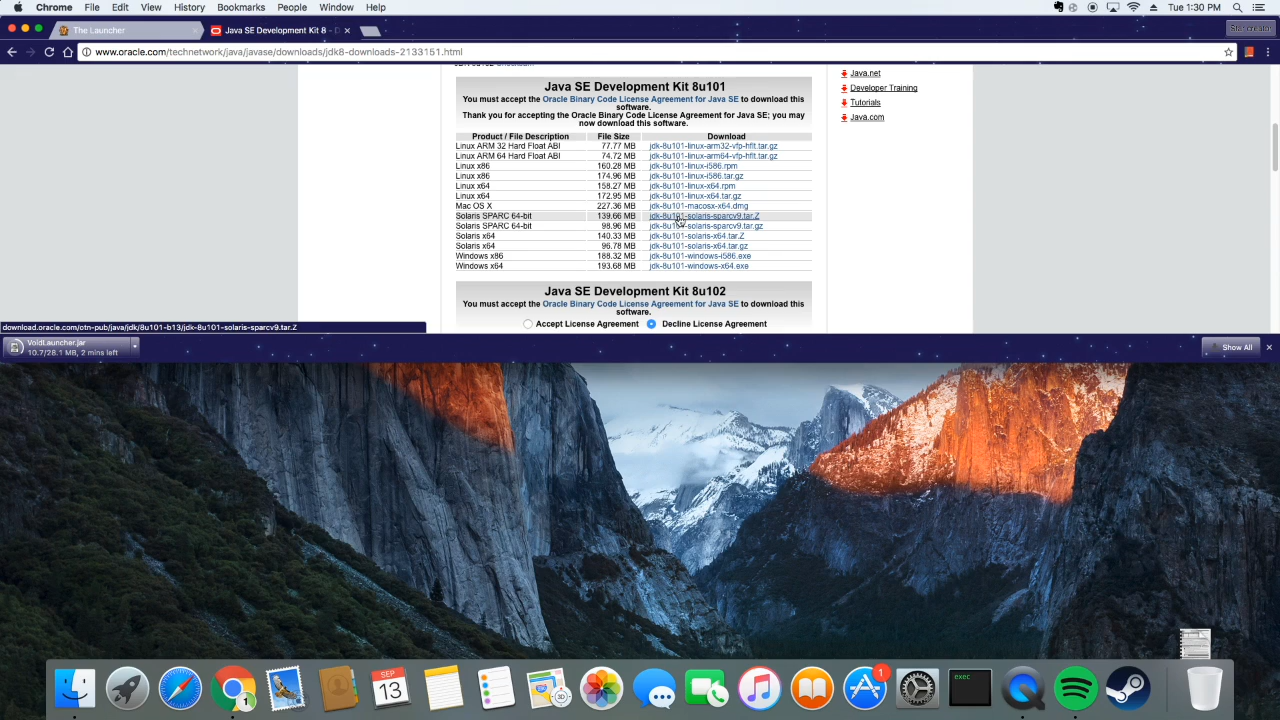 Chrome File Edit View History Bookmarks People Window Help Tue 1:30 PM
The Launcher Java SE Development Kit 8 - D Star creator
www.oracle.com/technetwork/java/javase/downloads/jdk8-downloads-2133151.html
Java SE Development Kit 8u101
You must accept the Oracle Binary Code License Agreement for Java SE to download this
software.
Thank you for accepting the Oracle Binary Code License Agreement for Java SE; you may
now download this software.
Product / File Description File Size Download
Linux ARM 32 Hard Float ABI 77.77 MB jdk-8u101-linux-arm32-vfp-hflt.tar.gz
Linux ARM 64 Hard Float ABI 74.72 MB jdk-8u101-linux-arm64-vfp-hflt.tar.gz
Linux x86 160.28 MB jdk-8u101-linux-i586.rpm
Linux x86 174.96 MB jdk-8u101-linux-i586.tar.gz
Linux x64 158.27 MB jdk-8u101-linux-x64.rpm
Linux x64 172.95 MB jdk-8u101-linux-x64.tar.gz
Mac OS X 227.36 MB jdk-8u101-macosx-x64.dmg
Solaris SPARC 64-bit 139.66 MB jdk-8u101-solaris-sparcv9.tar.Z
Solaris SPARC 64-bit 98.96 MB jdk-8u101-solaris-sparcv9.tar.gz
Solaris x64 140.33 MB jdk-8u101-solaris-x64.tar.Z
Solaris x64 96.78 MB jdk-8u101-solaris-x64.tar.gz
Windows x86 188.32 MB jdk-8u101-windows-i586.exe
Windows x64 193.68 MB jdk-8u101-windows-x64.exe
Java SE Development Kit 8u102
You must accept the Oracle Binary Code License Agreement for Java SE to download this
software.
Accept License Agreement Decline License Agreement
Java.net
Developer Training
Tutorials
Java.com
download.oracle.com/otn-pub/java/jdk/8u101-b13/jdk-8u101-solaris-sparcv9.tar.Z
VoidLauncher.jar
10.7/28.1 MB, 2 mins left
Show All
1
SEP
13
3D
1
exec